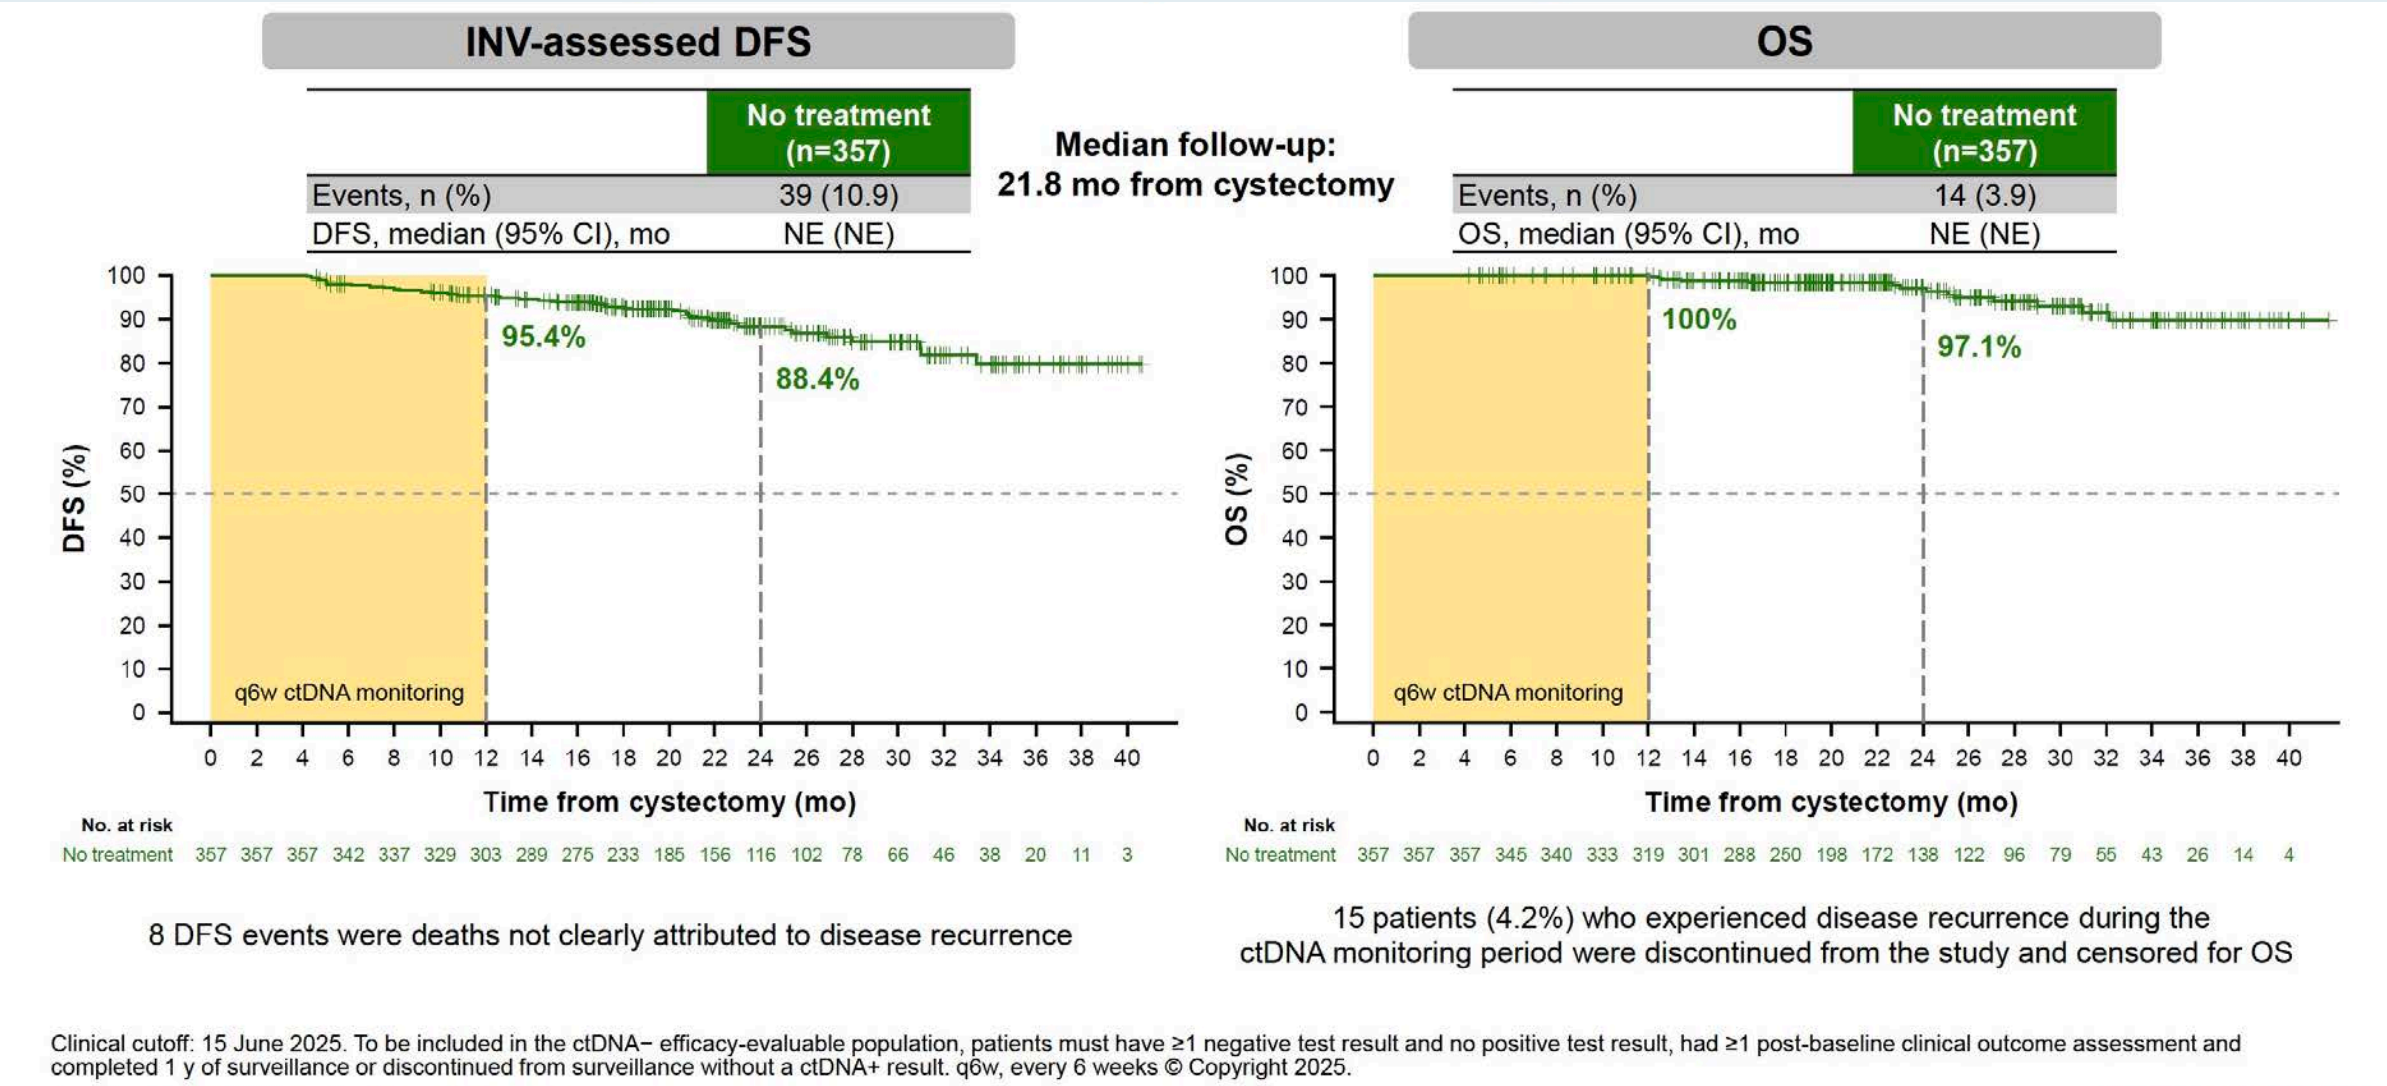 INV-assessed DFS
No treatment
(n=357)
Events, n (%) 39 (10.9)
DFS, median (95% CI), mo NE (NE)
Median follow-up:
21.8 mo from cystectomy
OS
No treatment
(n=357)
Events, n (%) 14 (3.9)
OS, median (95% CI), mo NE (NE)
DFS (%)
100
90
80
70
60
50
40
30
20
10
0
95.4%
88.4%
q6w ctDNA monitoring
0 2 4 6 8 10 12 14 16 18 20 22 24 26 28 30 32 34 36 38 40
Time from cystectomy (mo)
No. at risk
No treatment 357 357 357 342 337 329 303 289 275 233 185 156 116 102 78 66 46 38 20 11 3
8 DFS events were deaths not clearly attributed to disease recurrence
OS (%)
100
90
80
70
60
50
40
30
20
10
0
100%
97.1%
q6w ctDNA monitoring
0 2 4 6 8 10 12 14 16 18 20 22 24 26 28 30 32 34 36 38 40
Time from cystectomy (mo)
No. at risk
No treatment 357 357 357 345 340 333 319 301 288 250 198 172 138 122 96 79 55 43 26 14 4
15 patients (4.2%) who experienced disease recurrence during the
ctDNA monitoring period were discontinued from the study and censored for OS
Clinical cutoff: 15 June 2025. To be included in the ctDNA− efficacy-evaluable population, patients must have ≥1 negative test result and no positive test result, had ≥1 post-baseline clinical outcome assessment and
completed 1 y of surveillance or discontinued from surveillance without a ctDNA+ result. q6w, every 6 weeks © Copyright 2025.